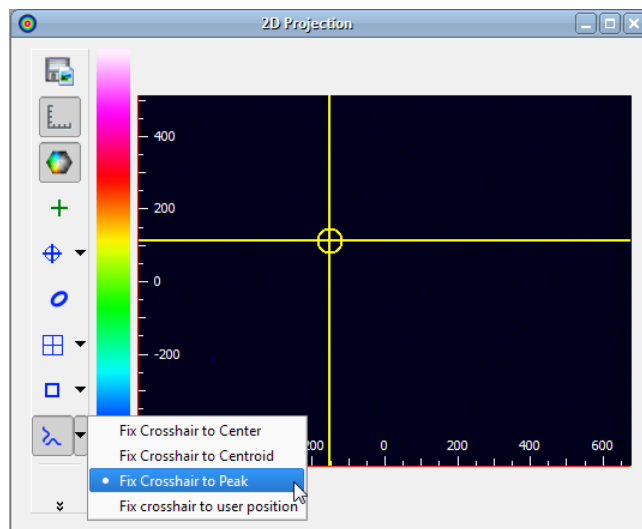 2D Projection
400
200
0
-200
200 0 200 400 600
Fix Crosshair to Center
Fix Crosshair to Centroid
Fix Crosshair to Peak
Fix crosshair to user position